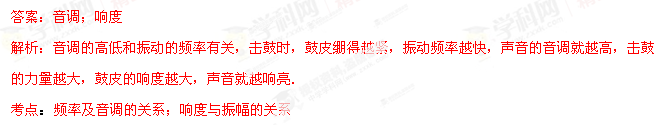 答案：音调；响度
解析：音调的高低和振动的频率有关，击鼓时，鼓皮绷得越紧，振动频率越快，声音的音调就越高，击鼓
的力量越大，鼓皮的响度越大，声音就越响亮．
考点：频率及音调的关系；响度与振幅的关系